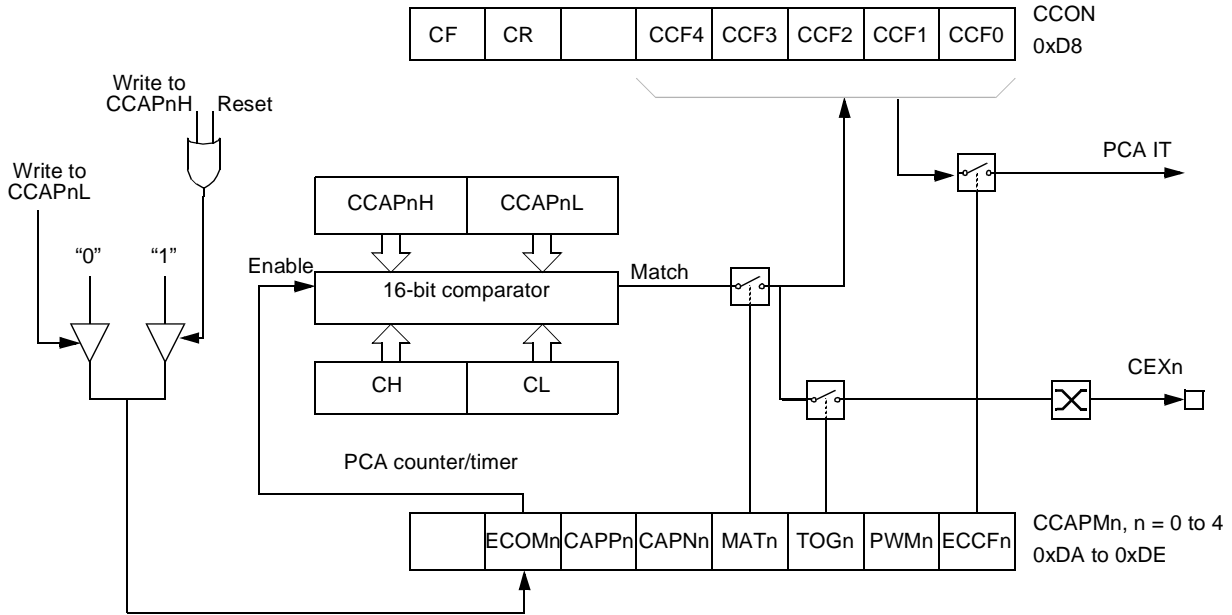 CF CR CCF4 CCF3 CCF2 CCF1 CCF0
CCON
0xD8
Write to
CCAPnH Reset
Write to
CCAPnL
PCA IT
CCAPnH CCAPnL
“0” “1”
Enable
16-bit comparator
Match
CH CL
CEXn
PCA counter/timer
ECOMn CAPPn CAPNn MATn TOGn PWMn ECCFn
CCAPMn, n = 0 to 4
0xDA to 0xDE